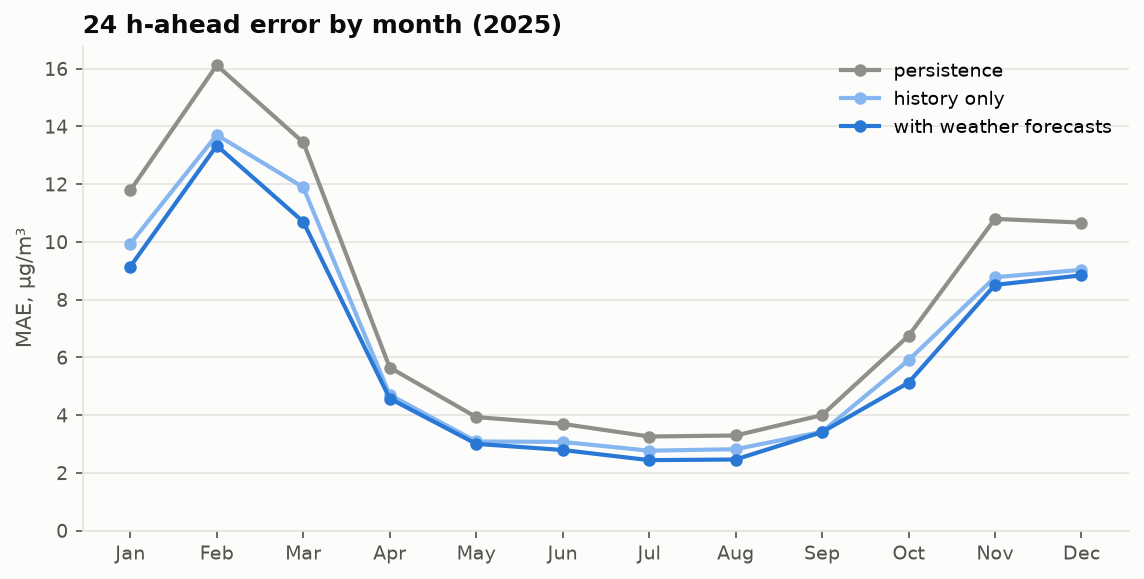 24 h-ahead error by month (2025)
persistence
history only
with weather forecasts
MAE, µg/m³
16
14
12
10
8
6
4
2
0
Jan Feb Mar Apr May Jun Jul Aug Sep Oct Nov Dec